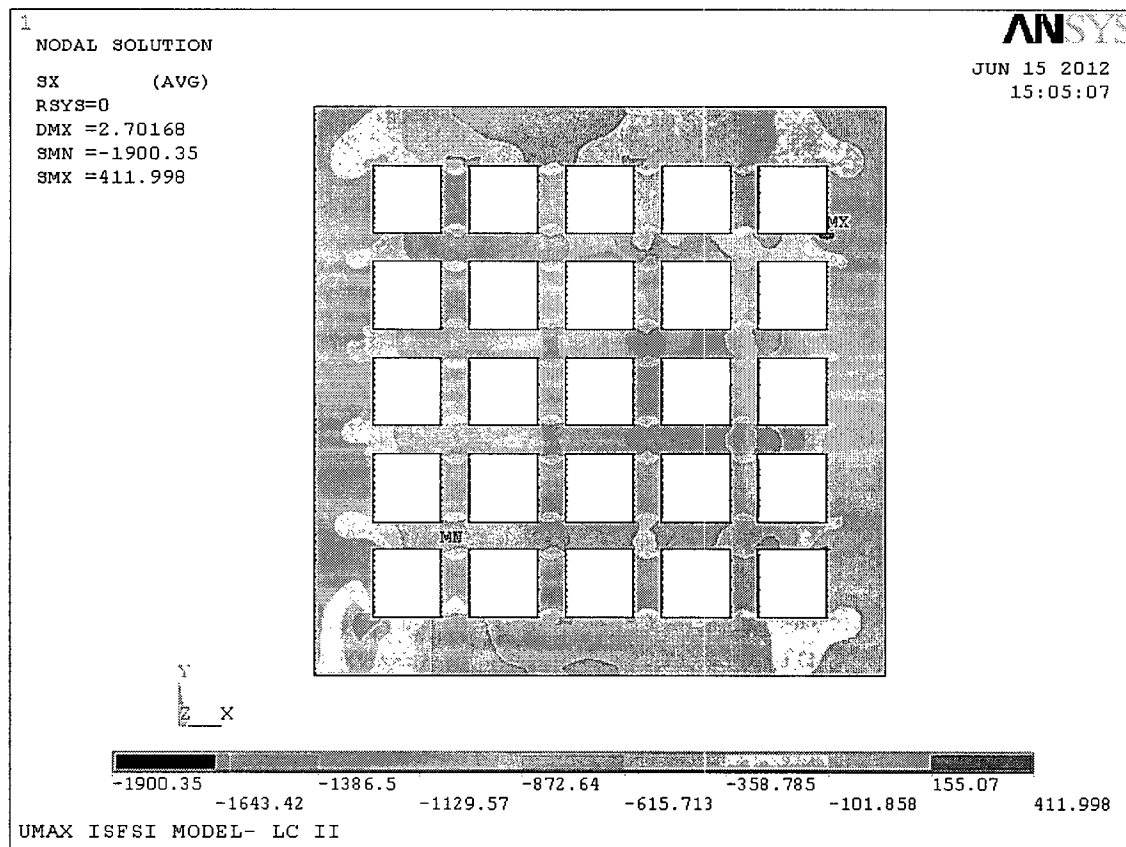 1
NODAL SOLUTION
SX (AVG)
RSYS=0
DMX =2.70168
SMN =-1900.35
SMX =411.998
ANSYS
JUN 15 2012
15:05:07
MX
MN
Y
Z X
-1900.35 -1386.5 -872.64 -358.785 155.07
-1643.42 -1129.57 -615.713 -101.858 411.998
UMAX ISFSI MODEL- LC II